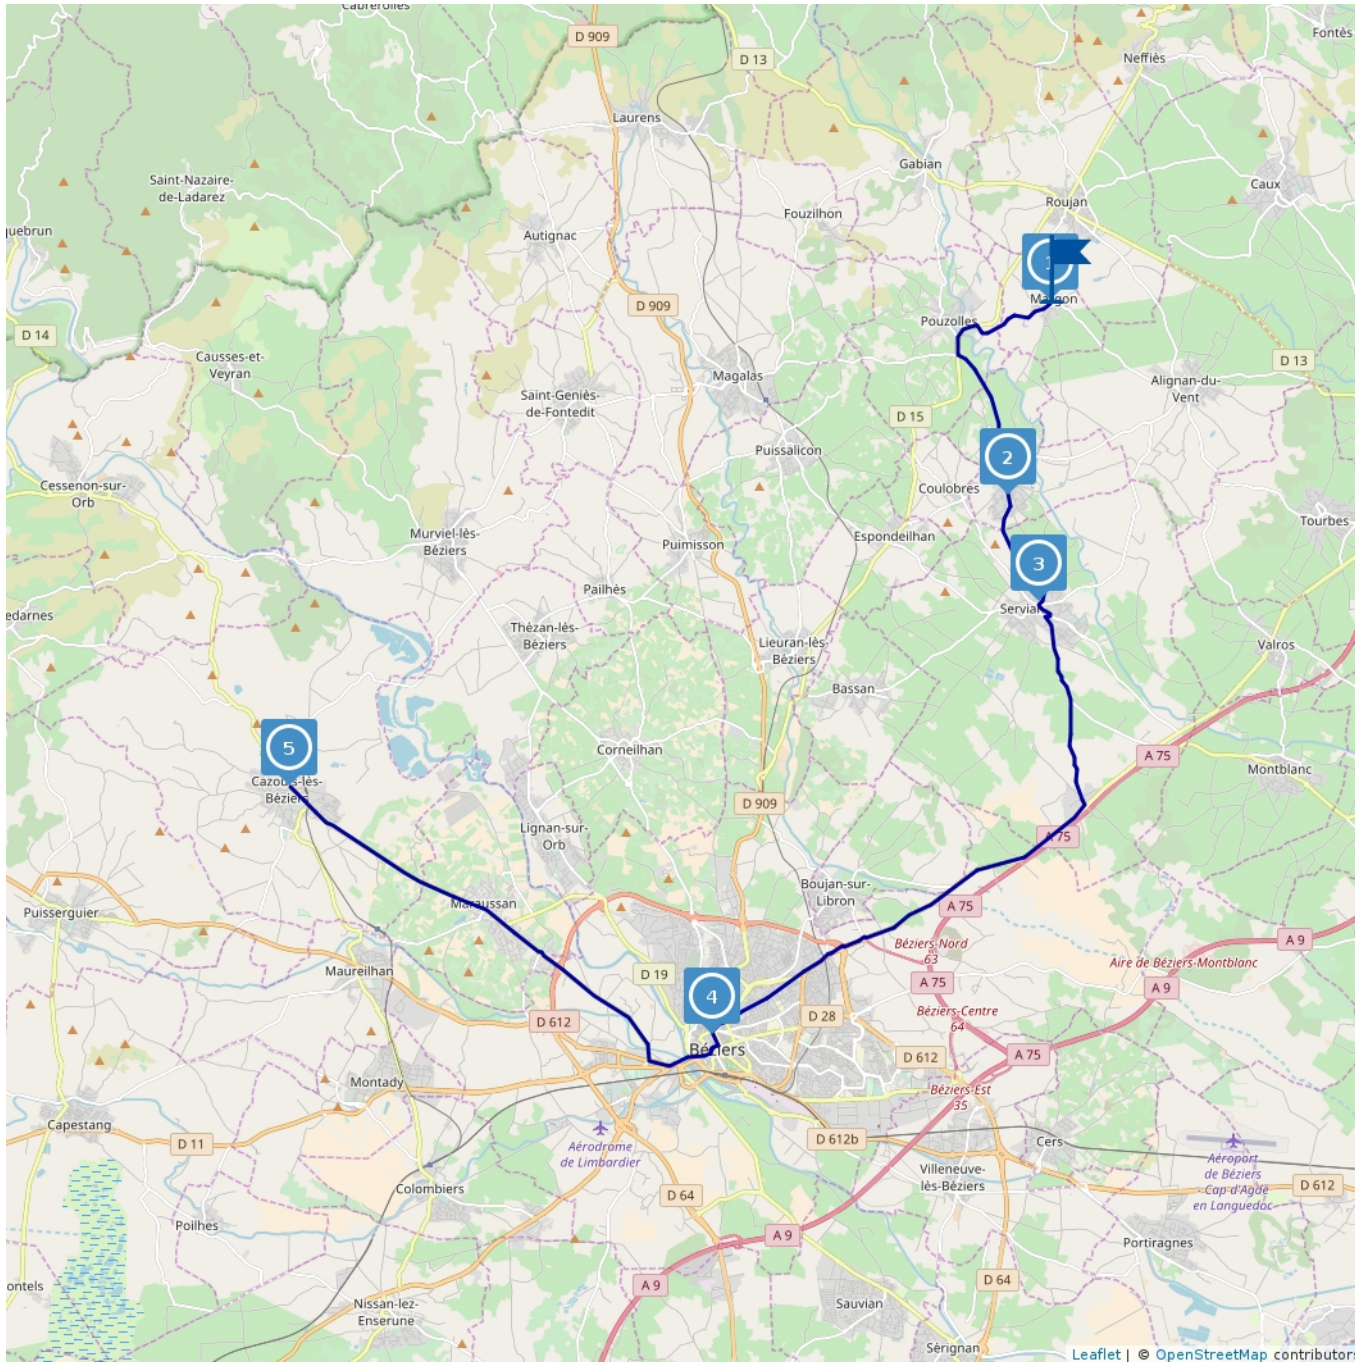 Cabrerolles
D 909
D 13
Neffiès
Fontès
Laurens
Gabian
Caux
Saint-Nazaire-
de-Ladarez
Roujan
Fouzilhon
quebrun
Autignac
1
Margon
D 909
Pouzolles
D 14
Causses-et-
Veyran
D 13
Magalas
Alignan-du-
Vent
Saint-Geniès-
de-Fontedit
D 15
Puissalicon
2
Cessenon-sur-
Orb
Coulobres
Tourbes
Murviel-lès-
Béziers
Espondeilhan
Puimisson
3
Pailhès
edarnes
Servian
Thézan-lès-
Béziers
Lieuran-lès-
Béziers
Valros
Bassan
5
Corneilhan
A 75
Montblanc
Cazouls-lès-
Béziers
D 909
Lignan-sur-
Orb
A 75
Boujan-sur-
Libron
Maraussan
Puisserguier
A 75
Béziers-Nord
63
A 9
Aire de Béziers-Montblanc
Maureilhan
D 19
A 75
A 9
4
D 612
D 28
Béziers-Centre
64
Béziers
D 612
A 75
Montady
Béziers-Est
35
Capestang
D 11
D 612b
Cers
Aérodrome
de Limbardier
Aéroport
de Béziers
- Cap d'Agde
en Languedoc
Villeneuve-
lès-Béziers
Colombiers
D 64
D 612
Poilhes
A 9
Portiragnes
ontels
A 9
D 64
Nissan-lez-
Enserune
Sauvian
Sérignan
Leaflet | © OpenStreetMap contributors